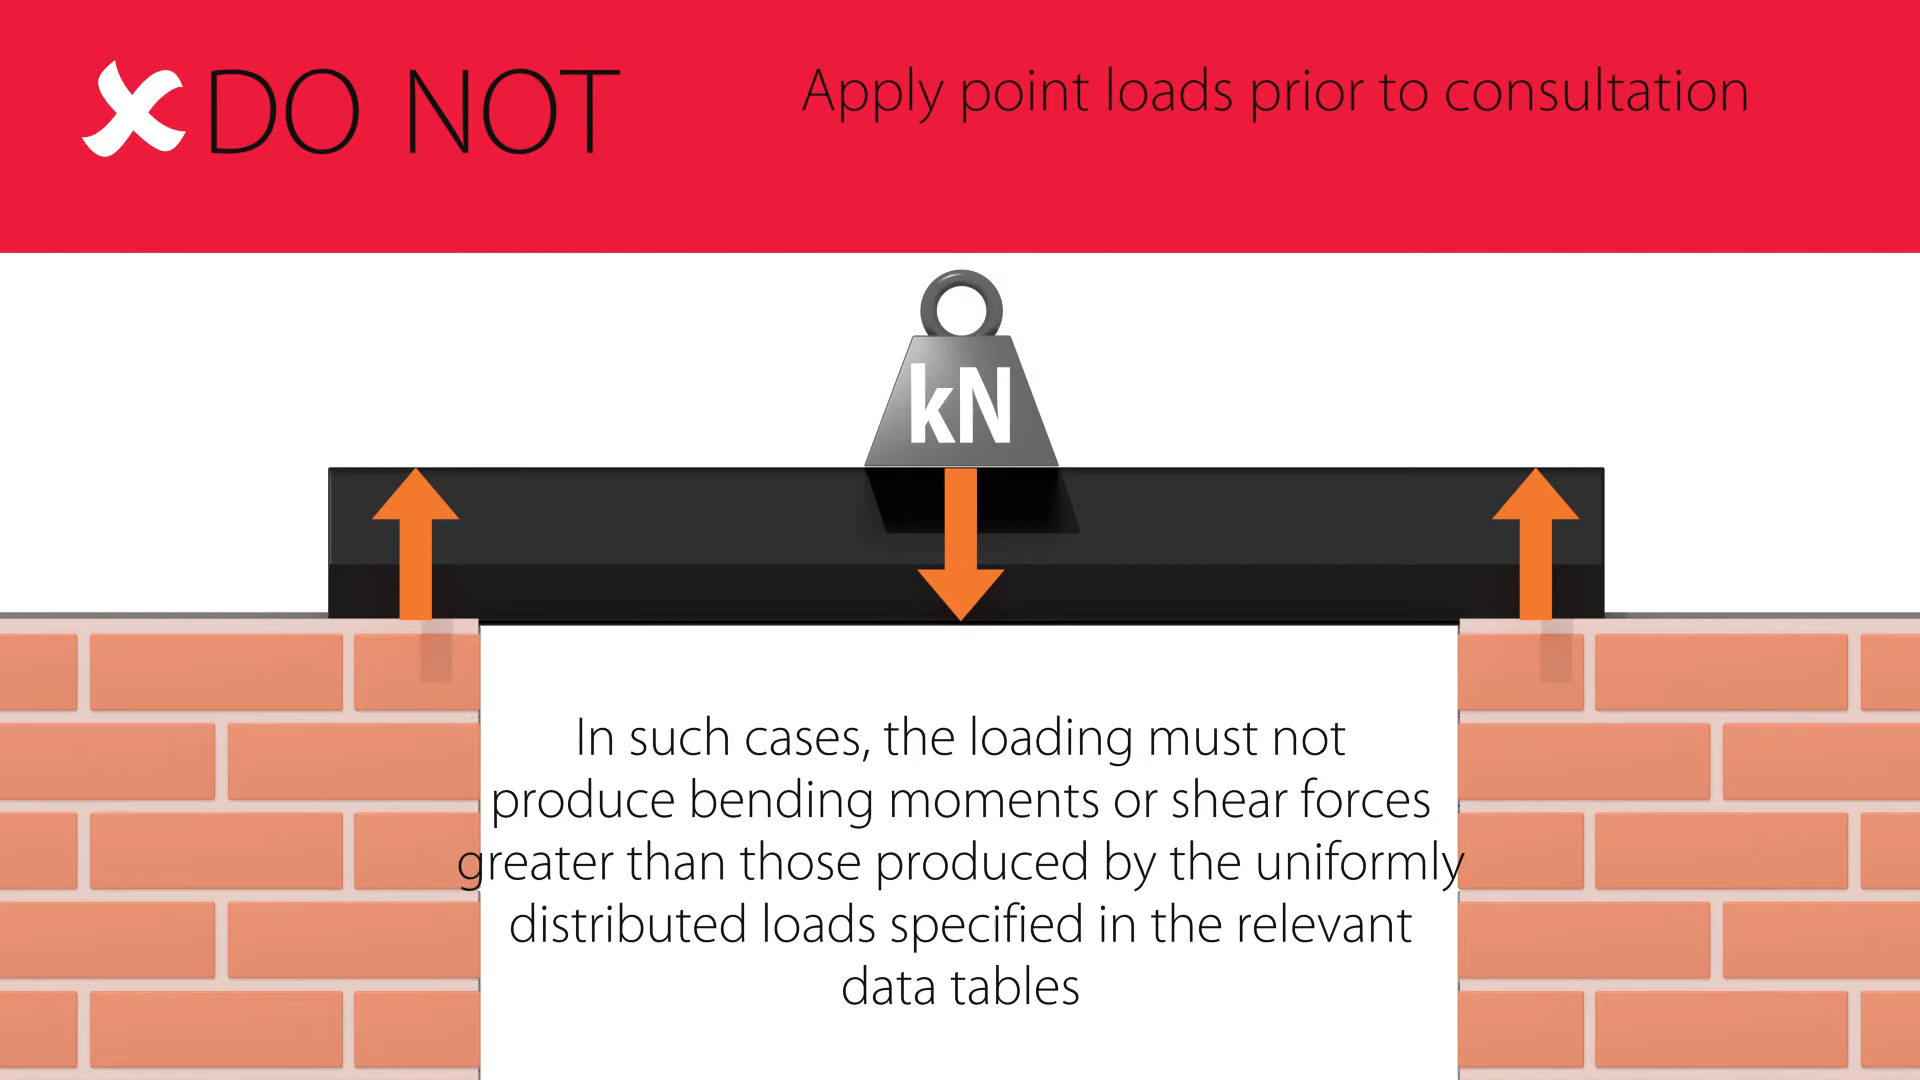 DO NOT
Apply point loads prior to consultation
kN
In such cases, the loading must not
produce bending moments or shear forces
greater than those produced by the uniformly
distributed loads specified in the relevant
data tables